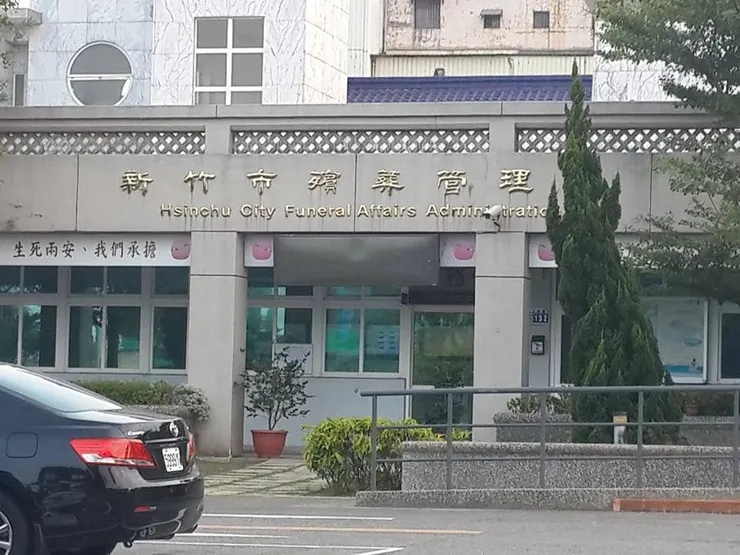 新竹市殯葬管理
Hsinchu City Funeral Affairs Administratio
生死兩安、我們承擔